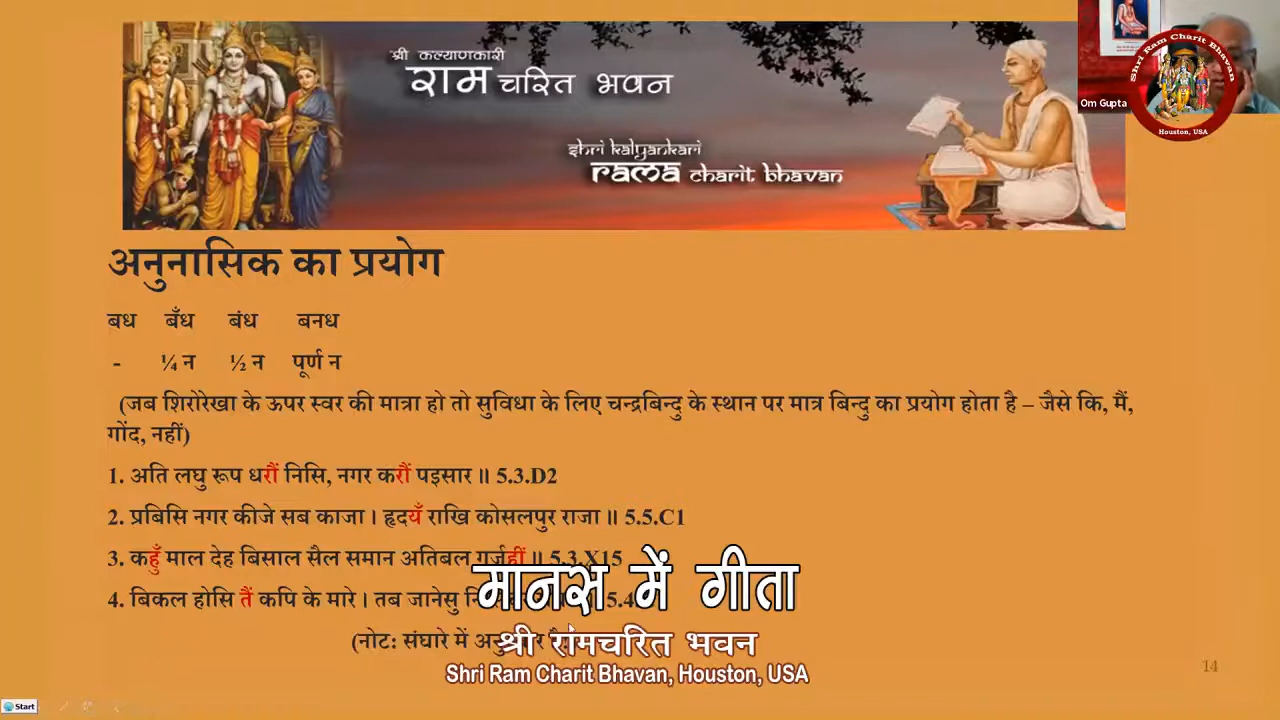 श्री कल्याणकारी
राम चरित भवन
shri kalyankari
rama charit bhavan
Om Gupta
Shri Ram Charit Bhavan
Houston, USA
अनुनासिक का प्रयोग
बध बँध बंध बनध
- ¼ न ½ न पूर्ण न
(जब शिरोरेखा के ऊपर स्वर की मात्रा हो तो सुविधा के लिए चन्द्रबिन्दु के स्थान पर मात्र बिन्दु का प्रयोग होता है – जैसे कि, मैं,
गोंद, नहीं)
1. अति लघु रूप धरौं निसि, नगर करौं पइसार ॥ 5.3.D2
2. प्रबिसि नगर कीजे सब काजा । हृदयँ राखि कोसलपुर राजा ॥ 5.5.C1
3. कहुँ माल देह बिसाल सैल समान अतिबल गर्जहीं ॥ 5.3.X15
4. बिकल होसि तैं कपि के मारे । तब जानेसु 5.4
(नोट: संघारे में
मानस में गीता
श्री रामचरित भवन
Shri Ram Charit Bhavan, Houston, USA
14
Start